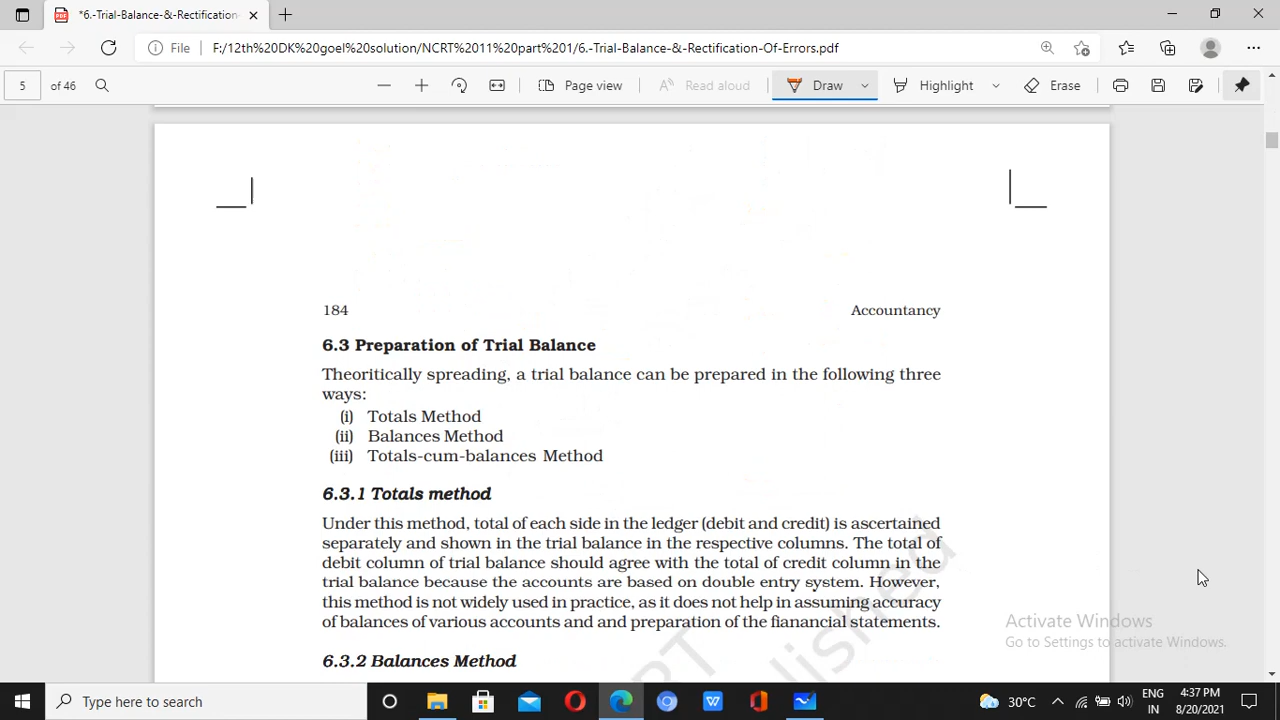 *6.-Trial-Balance-&-Rectification-
File F:/12th%20DK%20goel%20solution/NCRT%2011%20part%201/6.-Trial-Balance-&-Rectification-Of-Errors.pdf
5 of 46 Page view Read aloud Draw Highlight Erase
184 Accountancy
6.3 Preparation of Trial Balance
Theoritically spreading, a trial balance can be prepared in the following three
ways:
(i) Totals Method
(ii) Balances Method
(iii) Totals-cum-balances Method
6.3.1 Totals method
Under this method, total of each side in the ledger (debit and credit) is ascertained
separately and shown in the trial balance in the respective columns. The total of
debit column of trial balance should agree with the total of credit column in the
trial balance because the accounts are based on double entry system. However,
this method is not widely used in practice, as it does not help in assuming accuracy
of balances of various accounts and and preparation of the fianancial statements.
6.3.2 Balances Method
Activate Windows
Go to Settings to activate Windows.
Type here to search
30°C
ENG
IN
4:37 PM
8/20/2021